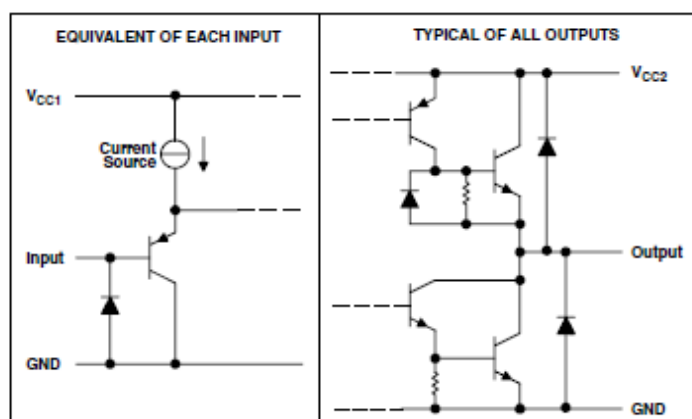 EQUIVALENT OF EACH INPUT
VCC1
Current
Source
Input
GND
TYPICAL OF ALL OUTPUTS
VCC2
Output
GND